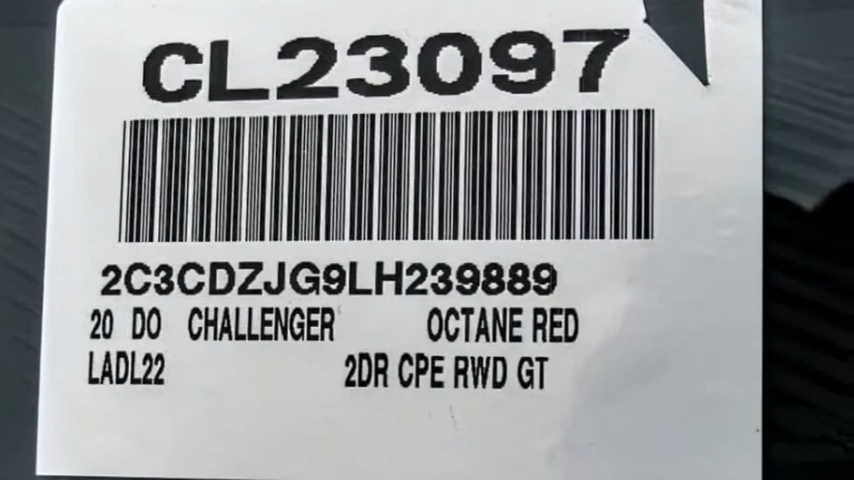 CL23097
2C3CDZJG9LH239889
20 DO CHALLENGER OCTANE RED
LADL22 2DR CPE RWD GT